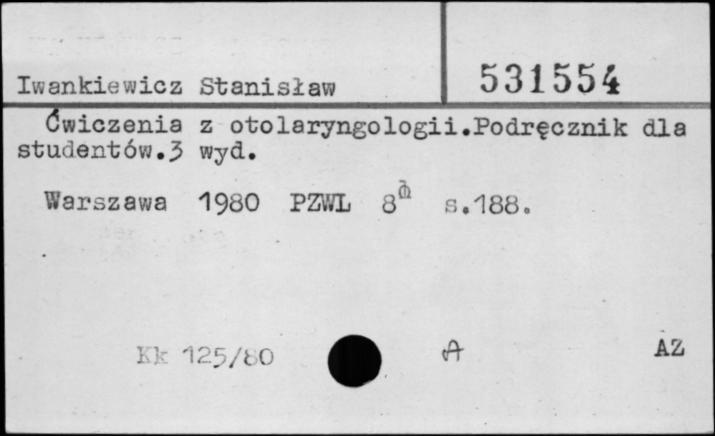 Iwankiewicz Stanisław 531554
Ćwiczenia z otolaryngologii.Podręcznik dla
studentów.3 wyd.
Warszawa 1980 PZWL 8° s.188.
Kk 125/80 A AZ